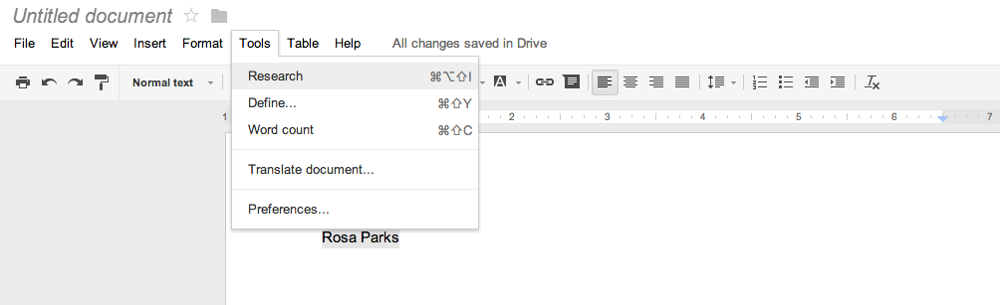 Untitled document
File Edit View Insert Format Tools Table Help All changes saved in Drive
Normal text
Research ⌘⌥⇧I
Define... ⌘⇧Y
Word count ⌘⇧C
Translate document...
Preferences...
1 2 3 4 5 6 7
Rosa Parks